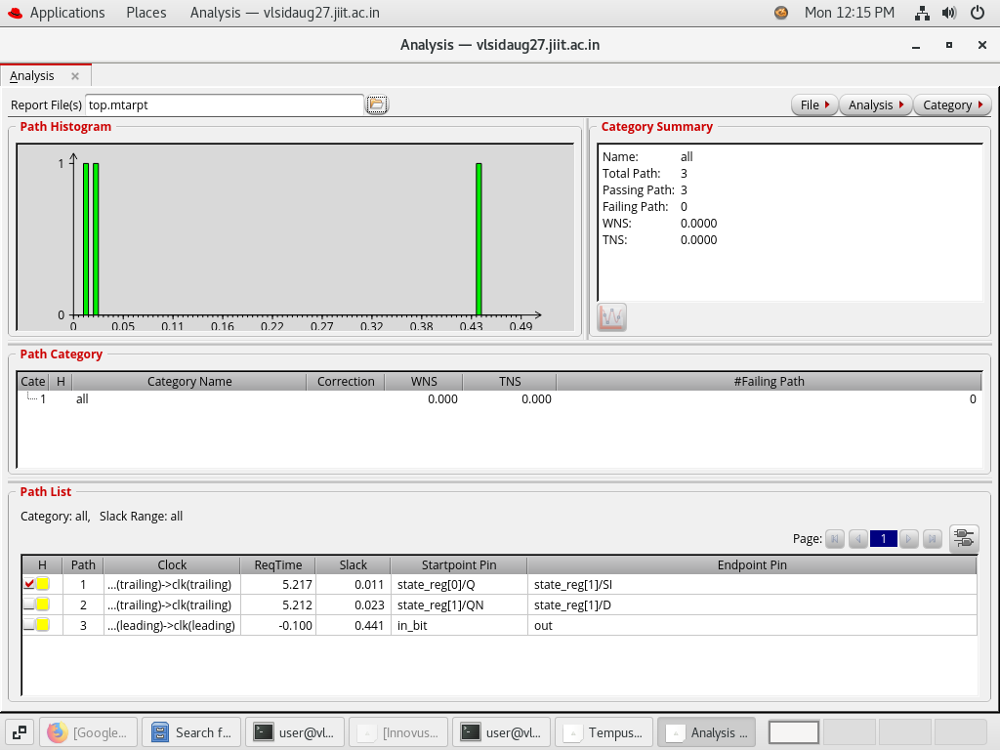 Applications Places Analysis — vlsidaug27.jiit.ac.in Mon 12:15 PM
Analysis — vlsidaug27.jiit.ac.in
Analysis
Report File(s) top.mtarpt File Analysis Category
Path Histogram
1
0
0 0.05 0.11 0.16 0.22 0.27 0.32 0.38 0.43 0.49
Category Summary
Name: all
Total Path: 3
Passing Path: 3
Failing Path: 0
WNS: 0.0000
TNS: 0.0000
Path Category
Cate H Category Name Correction WNS TNS #Failing Path
1 all 0.000 0.000 0
Path List
Category: all, Slack Range: all
Page: 1
H Path Clock ReqTime Slack Startpoint Pin Endpoint Pin
1 ...(trailing)->clk(trailing) 5.217 0.011 state_reg[0]/Q state_reg[1]/SI
2 ...(trailing)->clk(trailing) 5.212 0.023 state_reg[1]/QN state_reg[1]/D
3 ...(leading)->clk(leading) -0.100 0.441 in_bit out
[Google... Search f... user@vl... [Innovus... user@vl... Tempus... Analysis ...